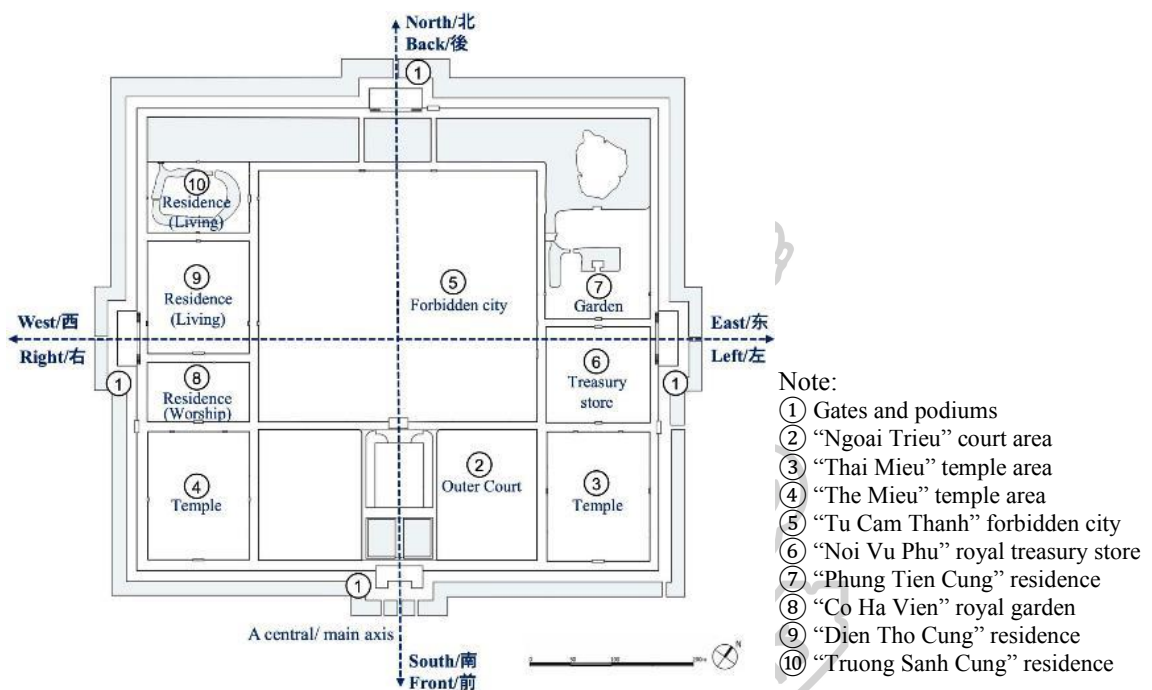 North/北
Back/後
①
⑩
Residence
(Living)
⑨
Residence
(Living)
⑤
Forbidden city
⑦
Garden
West/西
Right/右
East/东
Left/左
①
⑧
Residence
(Worship)
⑥
Treasury
store
①
④
Temple
②
Outer Court
③
Temple
①
A central/ main axis
South/南
Front/前
N
Note:
① Gates and podiums
② “Ngoai Trieu” court area
③ “Thai Mieu” temple area
④ “The Mieu” temple area
⑤ “Tu Cam Thanh” forbidden city
⑥ “Noi Vu Phu” royal treasury store
⑦ “Phung Tien Cung” residence
⑧ “Co Ha Vien” royal garden
⑨ “Dien Tho Cung” residence
⑩ “Truong Sanh Cung” residence